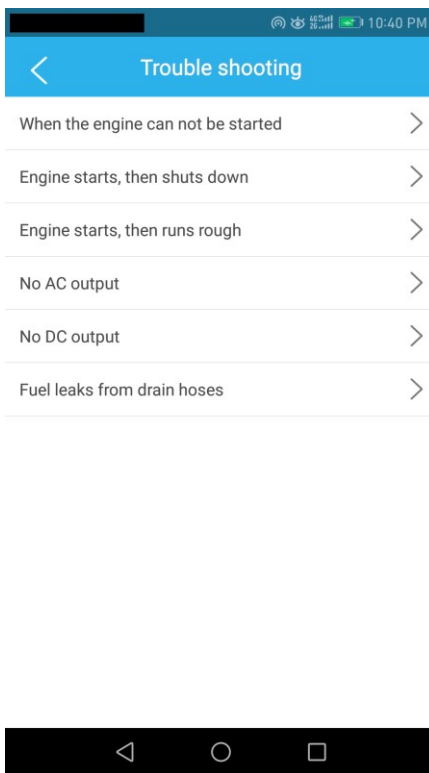 10:40 PM
Trouble shooting
When the engine can not be started
Engine starts, then shuts down
Engine starts, then runs rough
No AC output
No DC output
Fuel leaks from drain hoses